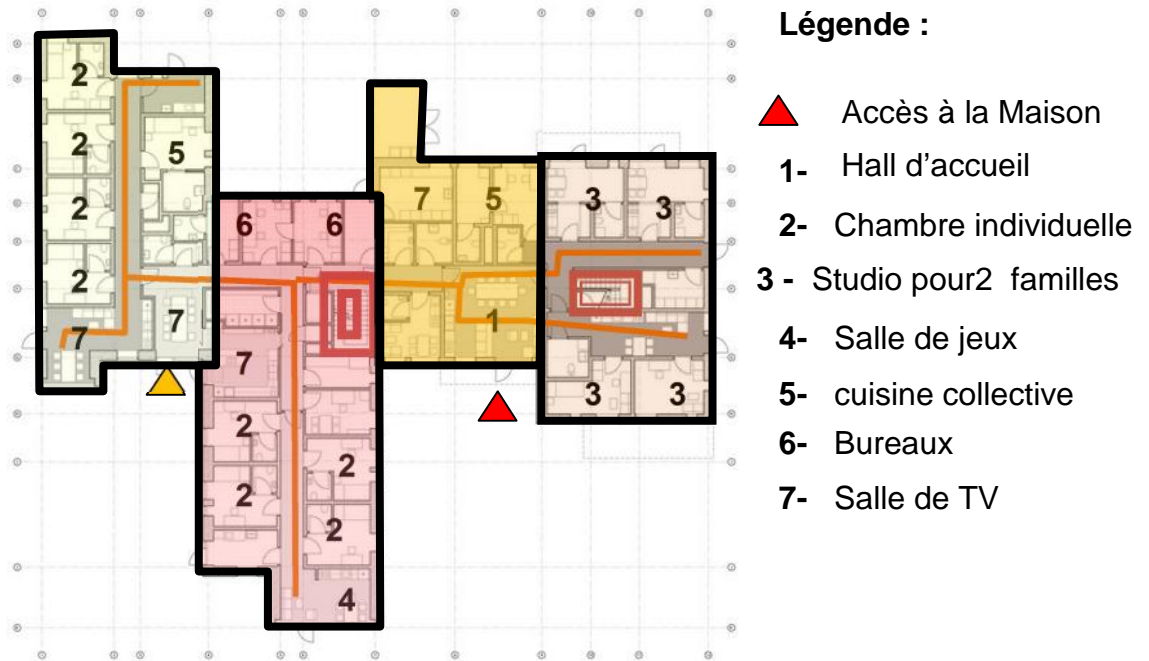 Légende :
Accès à la Maison
1- Hall d’accueil
2- Chambre individuelle
3 - Studio pour2 familles
4- Salle de jeux
5- cuisine collective
6- Bureaux
7- Salle de TV
2
2
5
2
2
7
7
6
6
7
2
2
2
2
4
7
5
1
3
3
3
3